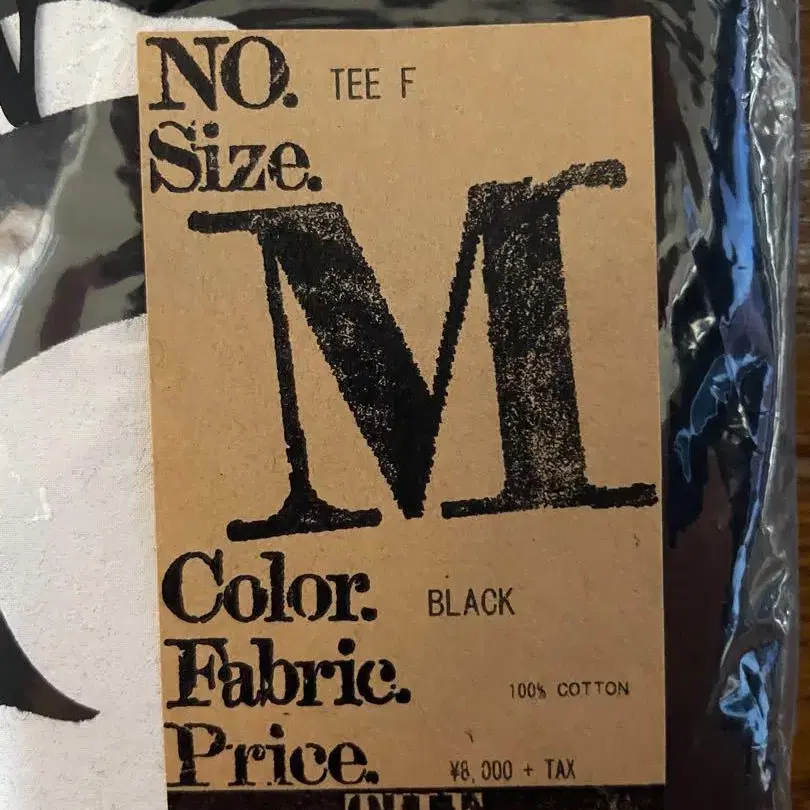 NO. TEE F
Size.
M
Color. BLACK
Fabric. 100% COTTON
Price. ¥8,000 + TAX